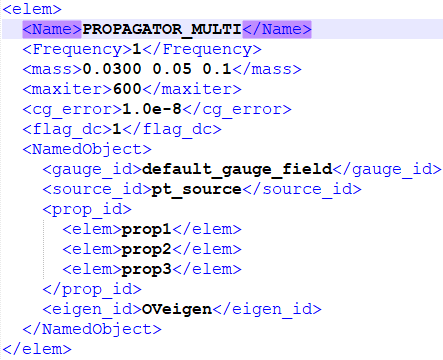 <elem>
<Name>PROPAGATOR_MULTI</Name>
<Frequency>1</Frequency>
<mass>0.0300 0.05 0.1</mass>
<maxiter>600</maxiter>
<cg_error>1.0e-8</cg_error>
<flag_dc>1</flag_dc>
<NamedObject>
<gauge_id>default_gauge_field</gauge_id>
<source_id>pt_source</source_id>
<prop_id>
<elem>prop1</elem>
<elem>prop2</elem>
<elem>prop3</elem>
</prop_id>
<eigen_id>OVeigen</eigen_id>
</NamedObject>
</elem>